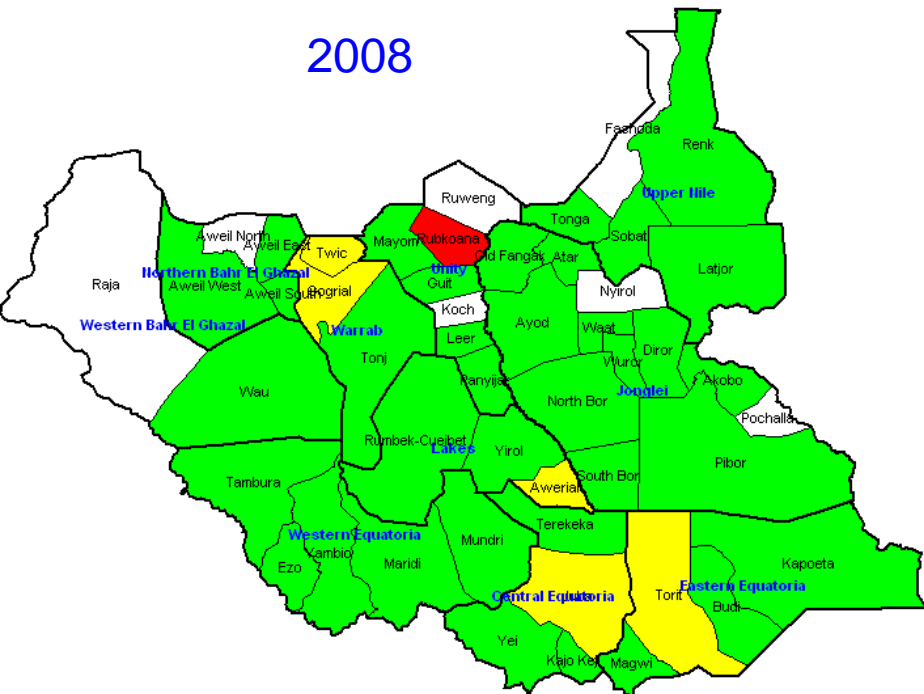 2008
Fashoda
Renk
Upper Nile
Ruweng
Tonga
Sobat
Aweil North
Aweil East
Twic
Mayom
Rubkoana
Old Fangak
Atar
Latjor
Raja
Northern Bahr El Ghazal
Unity
Aweil West
Aweil South
Gogrial
Guit
Nyirol
Koch
Western Bahr El Ghazal
Warrab
Ayod
Waat
Leer
Tonj
Wuror
Diror
Panyijar
Akobo
Wau
Jonglei
North Bor
Pochalla
Rumbek-Cueibet
Lakes
Yirol
Pibor
South Bor
Tambura
Awerial
Terekeka
Western Equatoria
Mundri
Yambio
Maridi
Ezo
Kapoeta
Eastern Equatoria
Central Equatoria
Torit
Budi
Yei
Kajo Keji
Magwi